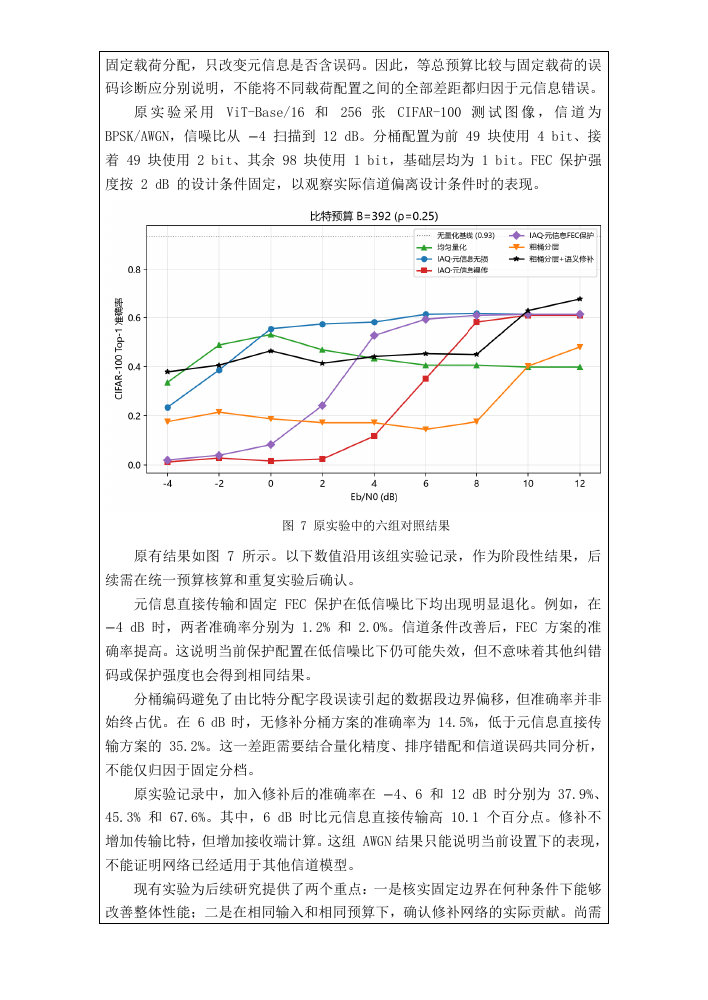 固定载荷分配，只改变元信息是否含误码。因此，等总预算比较与固定载荷的误
码诊断应分别说明，不能将不同载荷配置之间的全部差距都归因于元信息错误。
原实验采用 ViT-Base/16 和 256 张 CIFAR-100 测试图像，信道为
BPSK/AWGN，信噪比从 −4 扫描到 12 dB。分桶配置为前 49 块使用 4 bit、接
着 49 块使用 2 bit、其余 98 块使用 1 bit，基础层均为 1 bit。FEC 保护强
度按 2 dB 的设计条件固定，以观察实际信道偏离设计条件时的表现。
比特预算 B=392 (ρ=0.25)
无量化基线 (0.93)
均匀量化
IAQ·元信息无损
IAQ·元信息裸传
IAQ·元信息FEC保护
粗桶分层
粗桶分层+语义修补
CIFAR-100 Top-1 准确率
0.8
0.6
0.4
0.2
0.0
-4 -2 0 2 4 6 8 10 12
Eb/N0 (dB)
图 7 原实验中的六组对照结果
原有结果如图 7 所示。以下数值沿用该组实验记录，作为阶段性结果，后
续需在统一预算核算和重复实验后确认。
元信息直接传输和固定 FEC 保护在低信噪比下均出现明显退化。例如，在
−4 dB 时，两者准确率分别为 1.2% 和 2.0%。信道条件改善后，FEC 方案的准
确率提高。这说明当前保护配置在低信噪比下仍可能失效，但不意味着其他纠错
码或保护强度也会得到相同结果。
分桶编码避免了由比特分配字段误读引起的数据段边界偏移，但准确率并非
始终占优。在 6 dB 时，无修补分桶方案的准确率为 14.5%，低于元信息直接传
输方案的 35.2%。这一差距需要结合量化精度、排序错配和信道误码共同分析，
不能仅归因于固定分档。
原实验记录中，加入修补后的准确率在 −4、6 和 12 dB 时分别为 37.9%、
45.3% 和 67.6%。其中，6 dB 时比元信息直接传输高 10.1 个百分点。修补不
增加传输比特，但增加接收端计算。这组 AWGN 结果只能说明当前设置下的表现，
不能证明网络已经适用于其他信道模型。
现有实验为后续研究提供了两个重点：一是核实固定边界在何种条件下能够
改善整体性能；二是在相同输入和相同预算下，确认修补网络的实际贡献。尚需